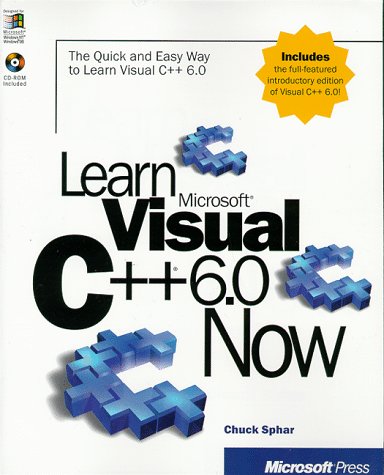 Designed for
Microsoft®
Windows NT®
Windows®98
CD-ROM
Included
The Quick and Easy Way
to Learn Visual C++ 6.0
Includes
the full-featured
introductory edition
of Visual C++ 6.0!
Learn
Microsoft®
Visual
C++® 6.0
Now
Chuck Sphar
Microsoft Press